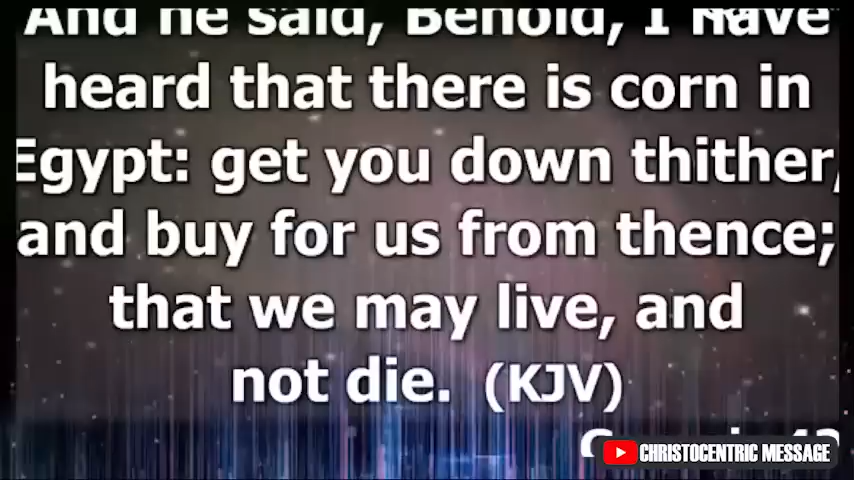 And he said, Behold, I have
heard that there is corn in
Egypt: get you down thither,
and buy for us from thence;
that we may live, and
not die. (KJV)
CHRISTOCENTRIC MESSAGE